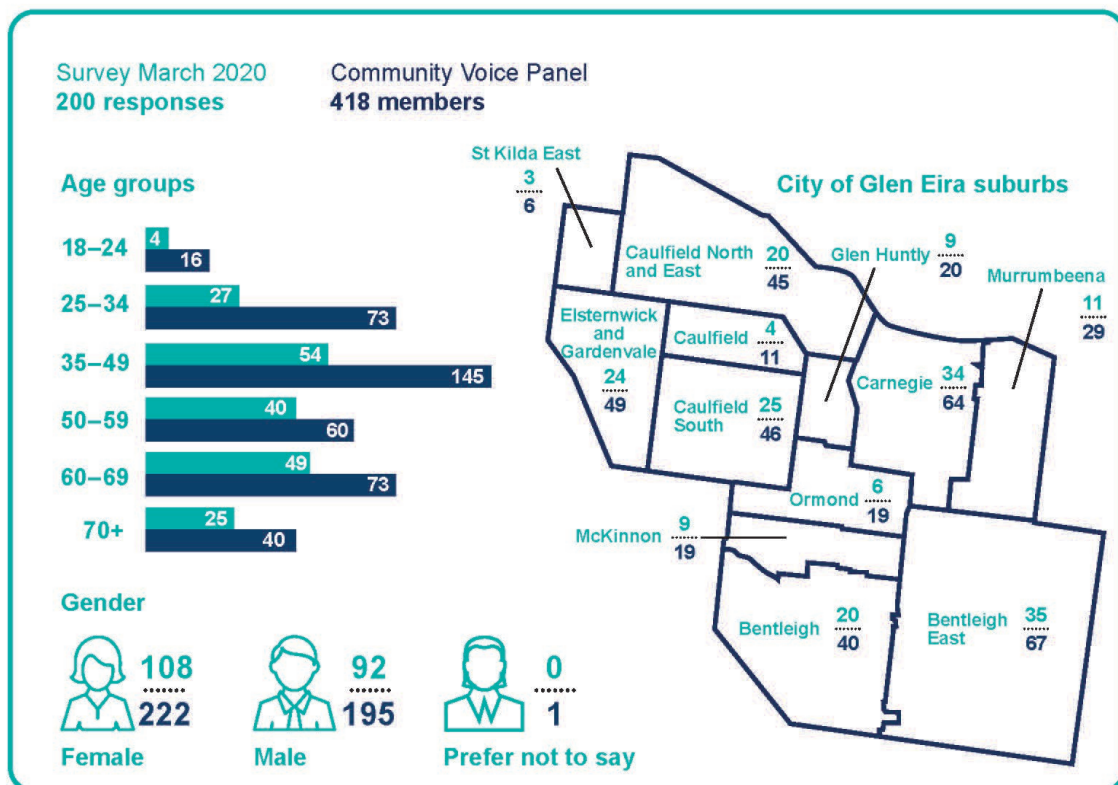 Survey March 2020
200 responses
Community Voice Panel
418 members
Age groups
18–24
4
16
25–34
27
73
35–49
54
145
50–59
40
60
60–69
49
73
70+
25
40
Gender
108
222
Female
92
195
Male
0
1
Prefer not to say
City of Glen Eira suburbs
St Kilda East
3
6
Caulfield North
and East
20
45
Glen Huntly
9
20
Murrumbeena
11
29
Elsternwick
and
Gardenvale
24
49
Caulfield
4
11
Caulfield
South
25
46
Carnegie
34
64
Ormond
6
19
McKinnon
9
19
Bentleigh
20
40
Bentleigh
East
35
67